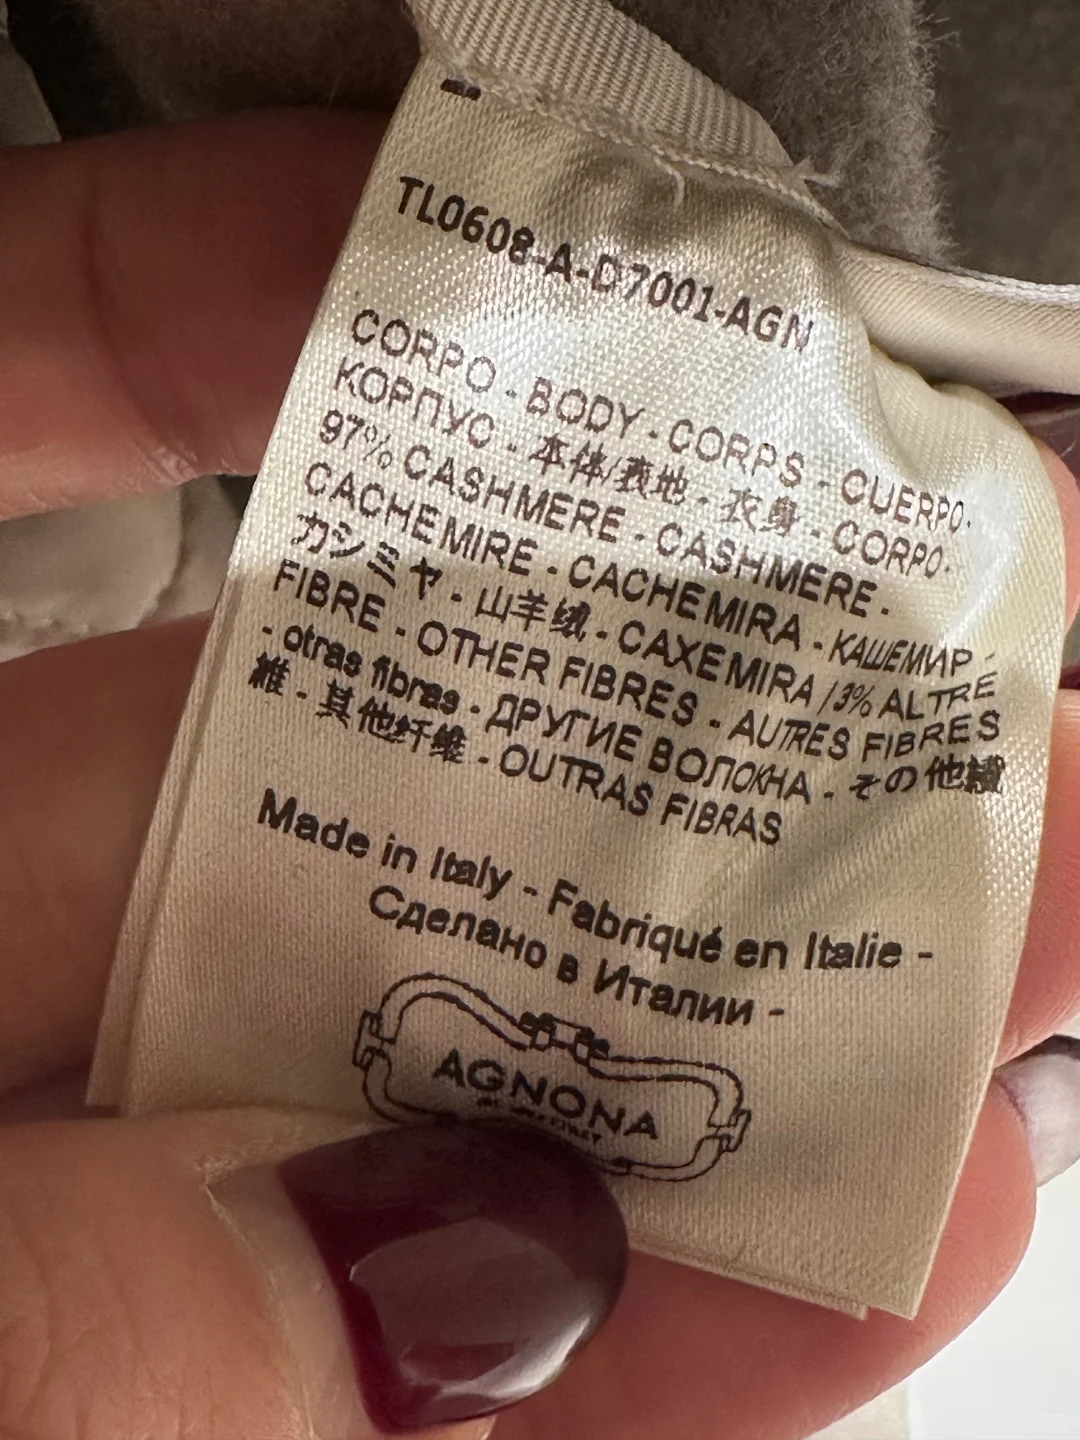 TL0608-A-D7001-AGN
CORPO - BODY - CORPS - CUERPO -
КОРПУС - 本体/表地 - 衣身 - CORPO -
97% CASHMERE - CASHMERE -
CACHEMIRE - CACHEMIRA - КАШЕМИР -
カシミヤ - 山羊绒 - CAXEMIRA / 3% ALTRE
FIBRE - OTHER FIBRES - AUTRES FIBRES
- otras fibras - ДРУГИЕ ВОЛОКНА - その他繊
維 - 其他纤维 - OUTRAS FIBRAS
Made in Italy - Fabriqué en Italie -
Сделано в Италии -
AGNONA